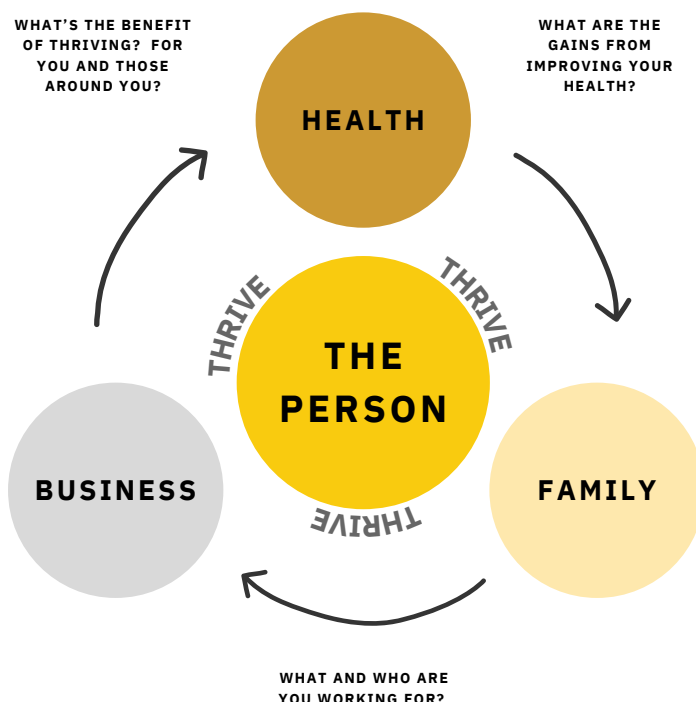 WHAT'S THE BENEFIT
OF THRIVING? FOR
YOU AND THOSE
AROUND YOU?
WHAT ARE THE
GAINS FROM
IMPROVING YOUR
HEALTH?
HEALTH
THRIVE
THRIVE
THE
PERSON
BUSINESS
FAMILY
THRIVE
WHAT AND WHO ARE
YOU WORKING FOR?